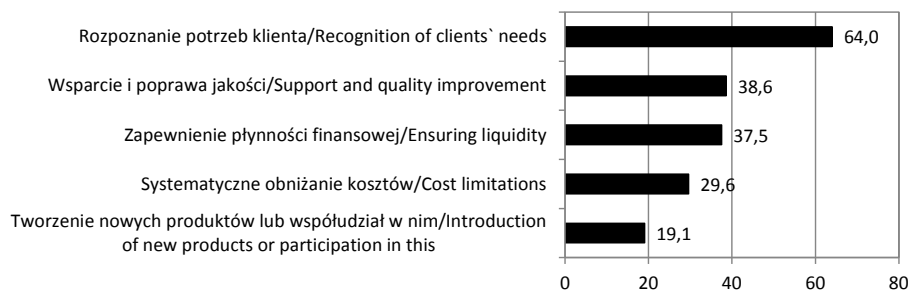 Rozpoznanie potrzeb klienta/Recognition of clients` needs
64,0
Wsparcie i poprawa jakości/Support and quality improvement
38,6
Zapewnienie płynności finansowej/Ensuring liquidity
37,5
Systematyczne obniżanie kosztów/Cost limitations
29,6
Tworzenie nowych produktów lub współudział w nim/Introduction
of new products or participation in this
19,1
0 20 40 60 80